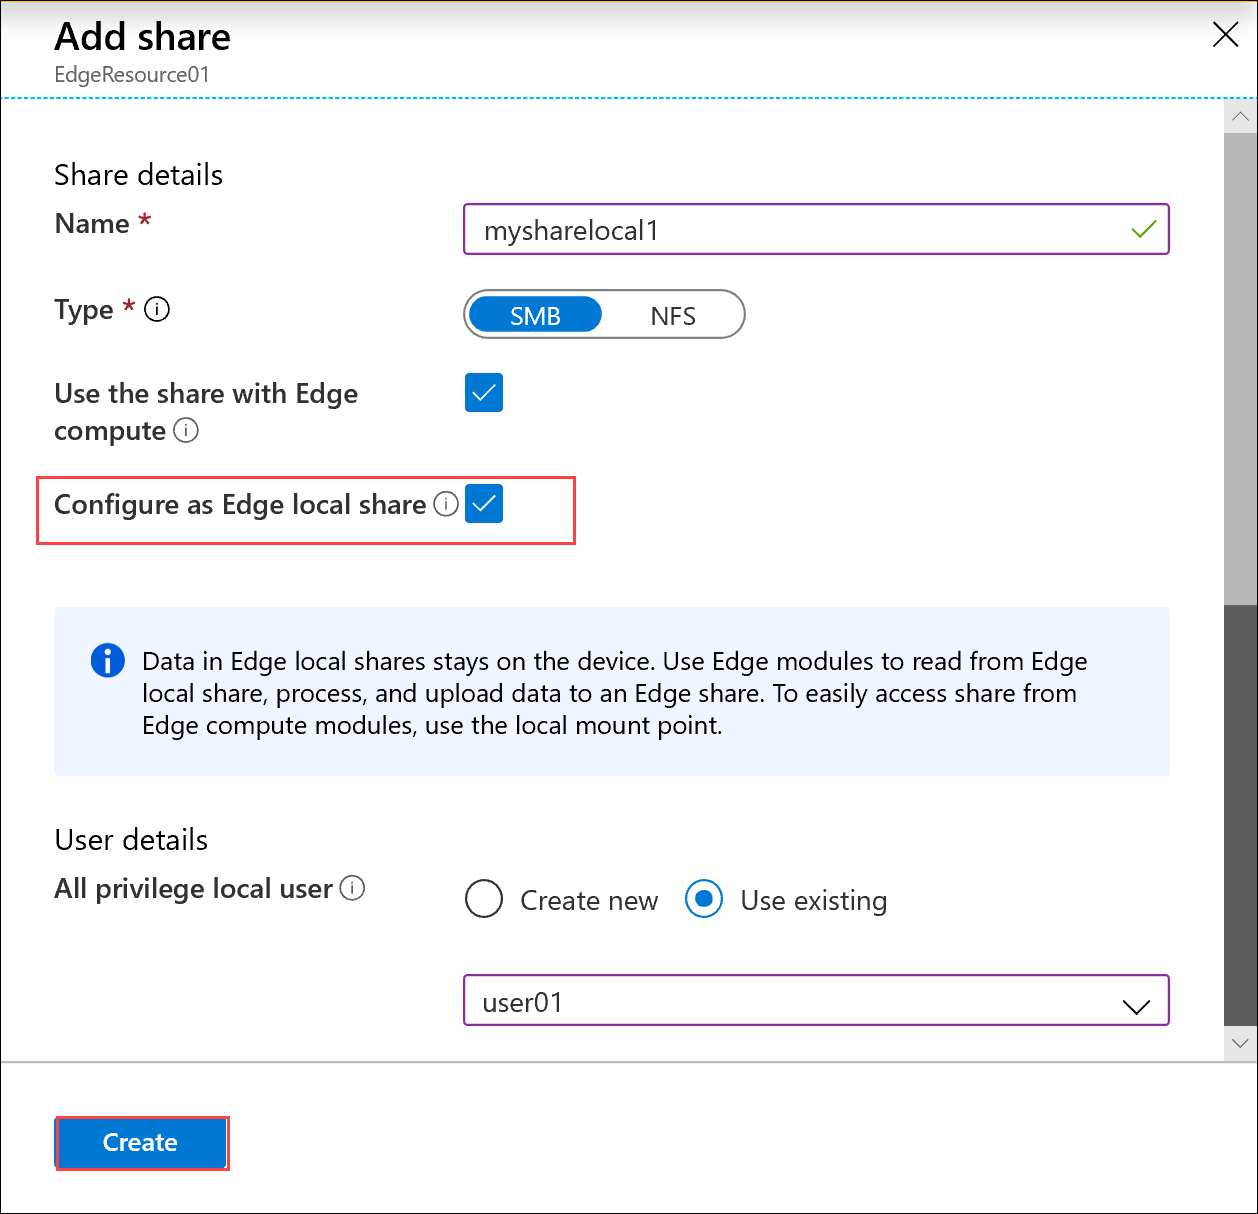 Add share
EdgeResource01
Share details
Name *
mysharelocal1
Type *
SMB
NFS
Use the share with Edge
compute
Configure as Edge local share
Data in Edge local shares stays on the device. Use Edge modules to read from Edge
local share, process, and upload data to an Edge share. To easily access share from
Edge compute modules, use the local mount point.
User details
All privilege local user
Create new
Use existing
user01
Create